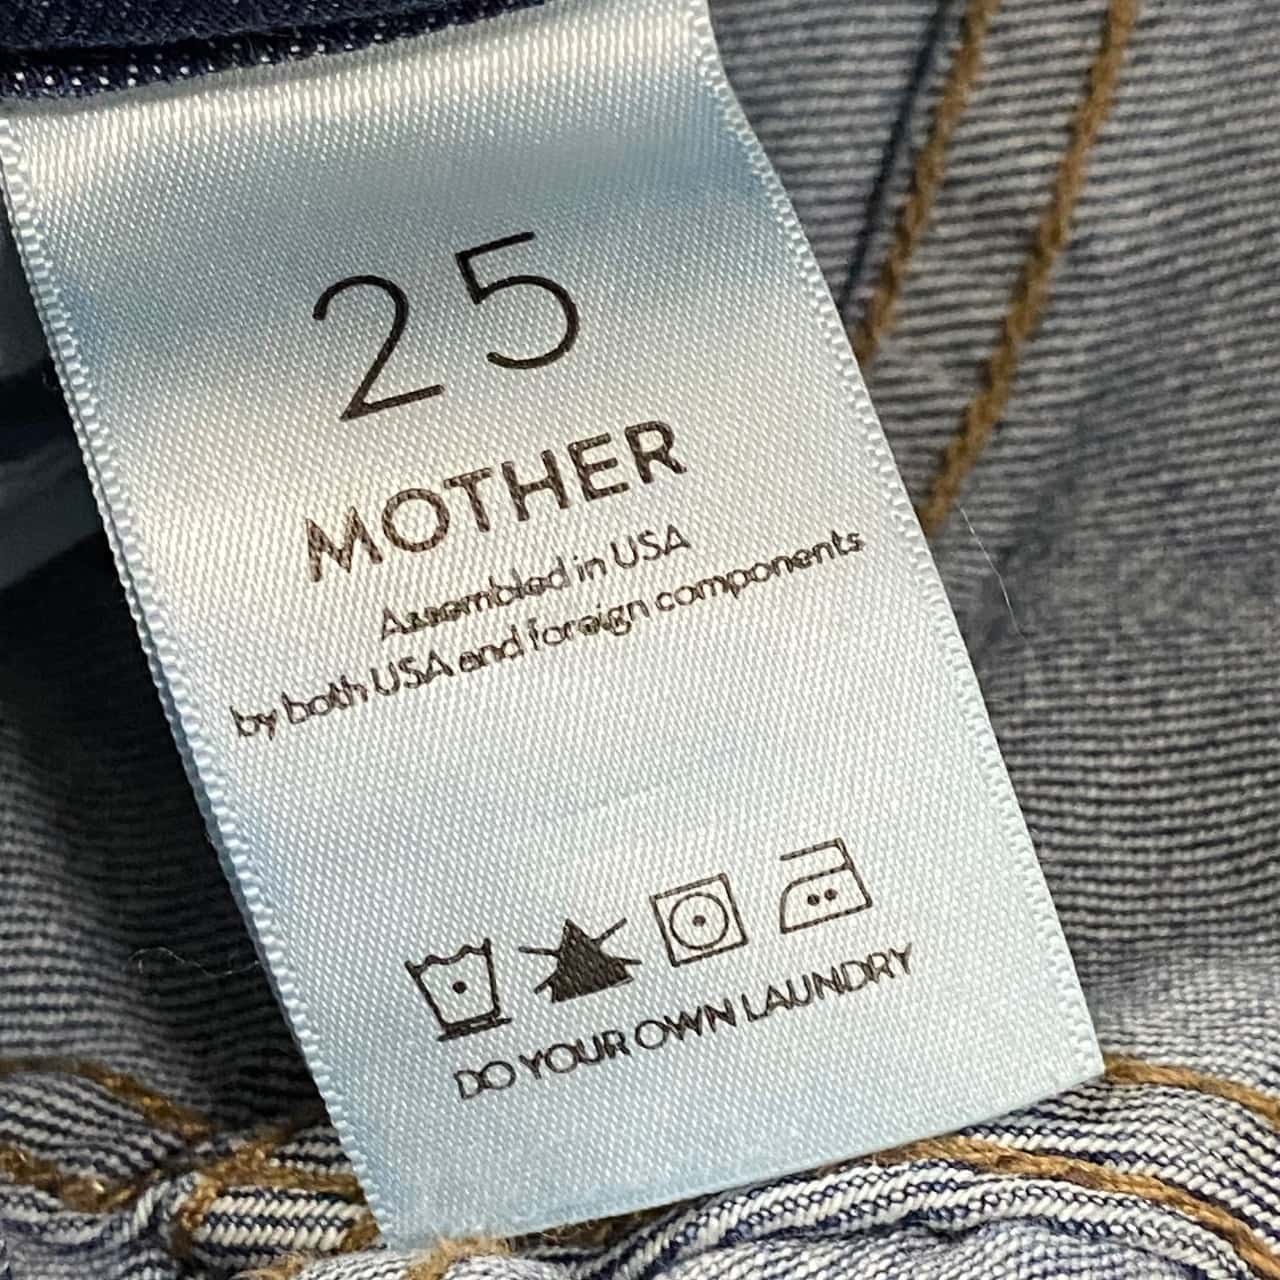 25
MOTHER
Assembled in USA
by both USA and foreign components
DO YOUR OWN LAUNDRY